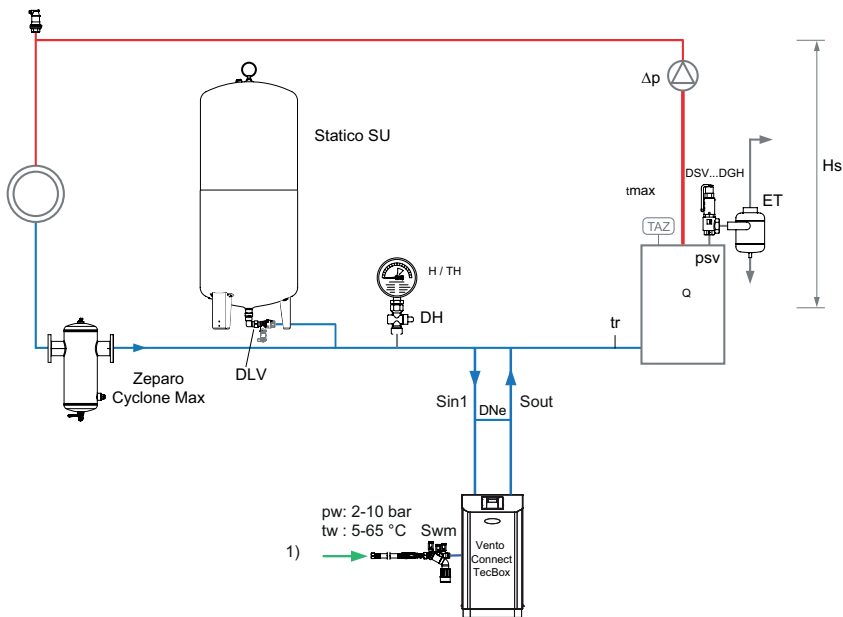 Δp
Hs
Statico SU
DSV...DGH
tmax
ET
TAZ
psv
H / TH
Q
DH
tr
DLV
Zeparo
Cyclone Max
Sin1
DNe
Sout
pw: 2-10 bar
tw : 5-65 °C
Swm
1)
Vento
Connect
TecBox